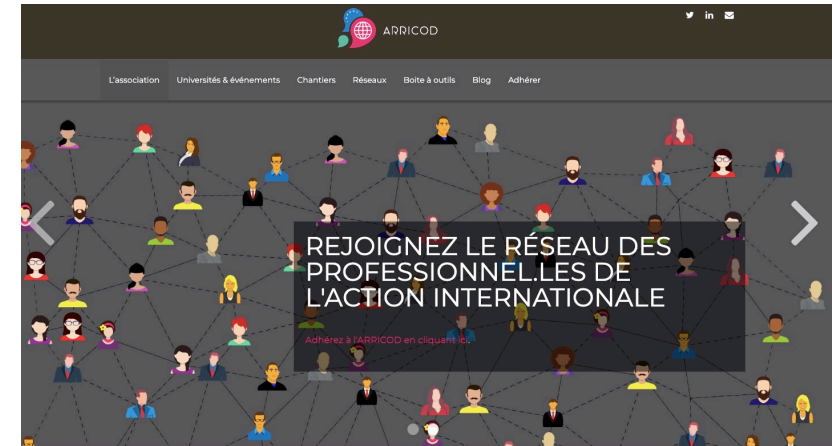 ARRICOD
L'association Universités & événements Chantiers Réseaux Boite à outils Blog Adhérer
REJOIGNEZ LE RÉSEAU DES
PROFESSIONNEL.LES DE
L'ACTION INTERNATIONALE
Adhérez à l'ARRICOD en cliquant ici.